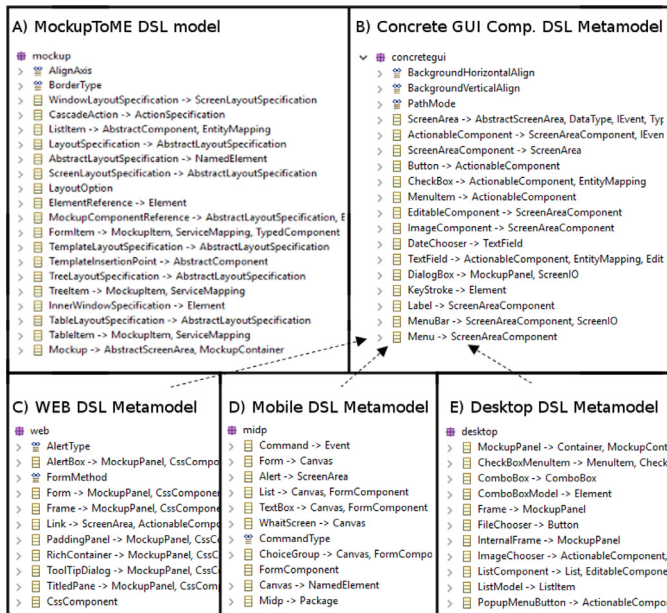 A) MockupToME DSL model
mockup
AlignAxis
BorderType
WindowLayoutSpecification -> ScreenLayoutSpecification
CascadeAction -> ActionSpecification
ListItem -> AbstractComponent, EntityMapping
LayoutSpecification -> AbstractLayoutSpecification
AbstractLayoutSpecification -> NamedElement
ScreenLayoutSpecification -> AbstractLayoutSpecification
LayoutOption
ElementReference -> Element
MockupComponentReference -> AbstractLayoutSpecification, E
FormItem -> MockupItem, ServiceMapping, TypedComponent
TemplateLayoutSpecification -> AbstractLayoutSpecification
TemplateInsertionPoint -> AbstractComponent
TreeLayoutSpecification -> AbstractLayoutSpecification
TreeItem -> MockupItem, ServiceMapping
InnerWindowSpecification -> Element
TableLayoutSpecification -> AbstractLayoutSpecification
TableItem -> MockupItem, ServiceMapping
Mockup -> AbstractScreenArea, MockupContainer
B) Concrete GUI Comp. DSL Metamodel
concretegui
BackgroundHorizontalAlign
BackgroundVerticalAlign
PathMode
ScreenArea -> AbstractScreenArea, DataType, IEvent, Typ
ActionableComponent -> ScreenAreaComponent, IEven
ScreenAreaComponent -> ScreenArea
Button -> ActionableComponent
CheckBox -> ActionableComponent, EntityMapping
MenuItem -> ActionableComponent
EditableComponent -> ScreenAreaComponent
ImageComponent -> ScreenAreaComponent
DateChooser -> TextField
TextField -> ActionableComponent, EntityMapping, Edit
DialogBox -> MockupPanel, ScreenIO
KeyStroke -> Element
Label -> ScreenAreaComponent
MenuBar -> ScreenAreaComponent, ScreenIO
Menu -> ScreenAreaComponent
C) WEB DSL Metamodel
web
AlertType
AlertBox -> MockupPanel, CssCompo
FormMethod
Form -> MockupPanel, CssComponen
Frame -> MockupPanel, CssCompone
Link -> ScreenArea, ActionableCompo
PaddingPanel -> MockupPanel, CssCo
RichContainer -> MockupPanel, CssC
ToolTipDialog -> MockupPanel, CssCo
TitledPane -> MockupPanel, CssComp
CssComponent
D) Mobile DSL Metamodel
midp
Command -> Event
Form -> Canvas
Alert -> ScreenArea
List -> Canvas, FormComponent
TextBox -> Canvas, FormComponent
WhaitScreen -> Canvas
CommandType
ChoiceGroup -> Canvas, FormCompo
FormComponent
Canvas -> NamedElement
Midp -> Package
E) Desktop DSL Metamodel
desktop
MockupPanel -> Container, MockupCont
CheckBoxMenuItem -> MenuItem, Check
ComboBox -> ComboBox
ComboBoxModel -> Element
Frame -> MockupPanel
FileChooser -> Button
InternalFrame -> MockupPanel
ImageChooser -> ActionableComponent,
ListComponent -> List, EditableCompone
ListModel -> ListItem
PopupMenuButton -> ActionableCompo